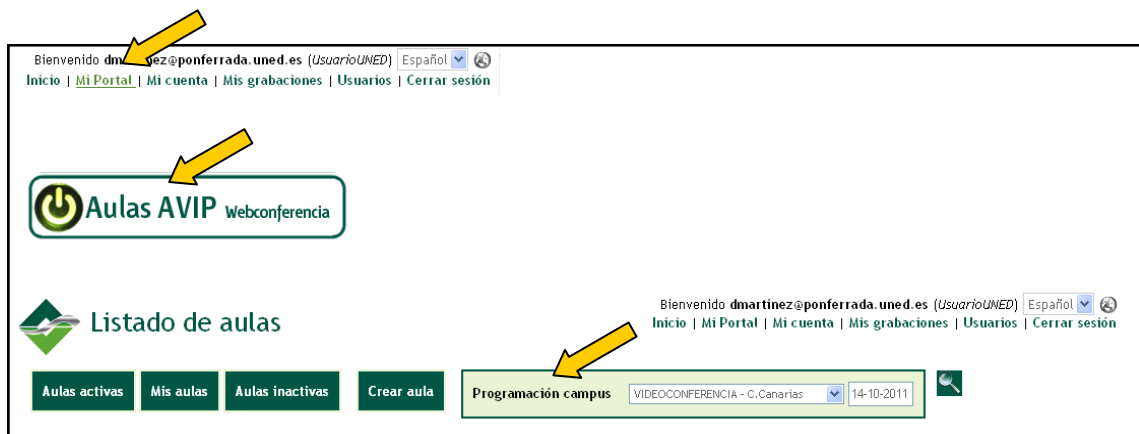 Bienvenido dm ez@ponferrada.uned.es (UsuarioUNED) Español
Inicio | Mi Portal | Mi cuenta | Mis grabaciones | Usuarios | Cerrar sesión
Aulas AVIP Webconferencia
Bienvenido dmartinez@ponferrada.uned.es (UsuarioUNED) Español
Listado de aulas
Inicio | Mi Portal | Mi cuenta | Mis grabaciones | Usuarios | Cerrar sesión
Aulas activas Mis aulas Aulas inactivas Crear aula Programación campus VIDEOCONFERENCIA - C.Canarias 14-10-2011